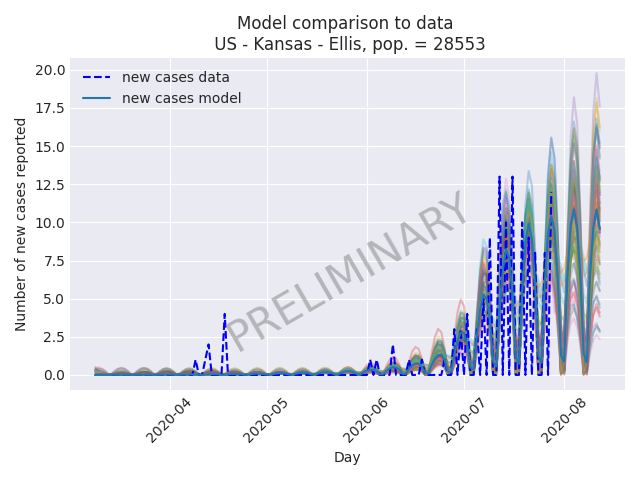 Model comparison to data
US - Kansas - Ellis, pop. = 28553
20.0
17.5
15.0
12.5
10.0
7.5
5.0
2.5
0.0
Number of new cases reported
new cases data
new cases model
PRELIMINARY
2020-04
2020-05
2020-06
2020-07
2020-08
Day